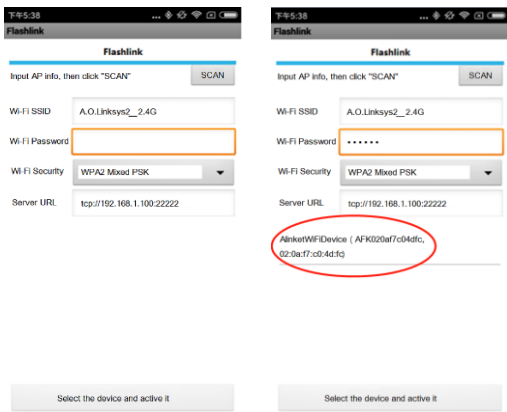 下午5:38
Flashlink
Flashlink
Input AP info, then click "SCAN"
SCAN
Wi-Fi SSID
A.O.Linksys2__2.4G
Wi-Fi Password
Wi-Fi Security
WPA2 Mixed PSK
Server URL
tcp://192.168.1.100:22222
Select the device and active it
下午5:38
Flashlink
Flashlink
Input AP info, then click "SCAN"
SCAN
Wi-Fi SSID
A.O.Linksys2__2.4G
Wi-Fi Password
••••••
Wi-Fi Security
WPA2 Mixed PSK
Server URL
tcp://192.168.1.100:22222
AlinketWiFiDevice ( AFK020af7c04dfc,
02:0a:f7:c0:4d:fc)
Select the device and active it